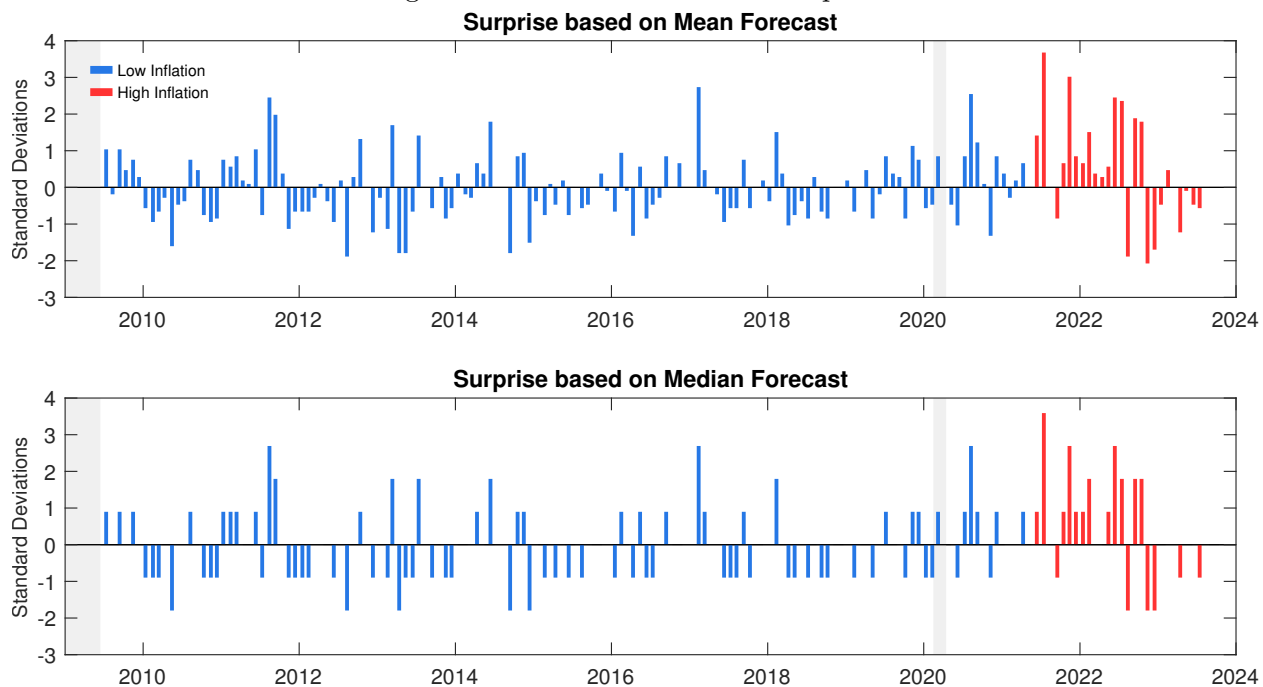 Surprise based on Mean Forecast
Standard Deviations
4
3
2
1
0
-1
-2
-3
Low Inflation
High Inflation
2010 2012 2014 2016 2018 2020 2022 2024
Surprise based on Median Forecast
Standard Deviations
4
3
2
1
0
-1
-2
-3
2010 2012 2014 2016 2018 2020 2022 2024